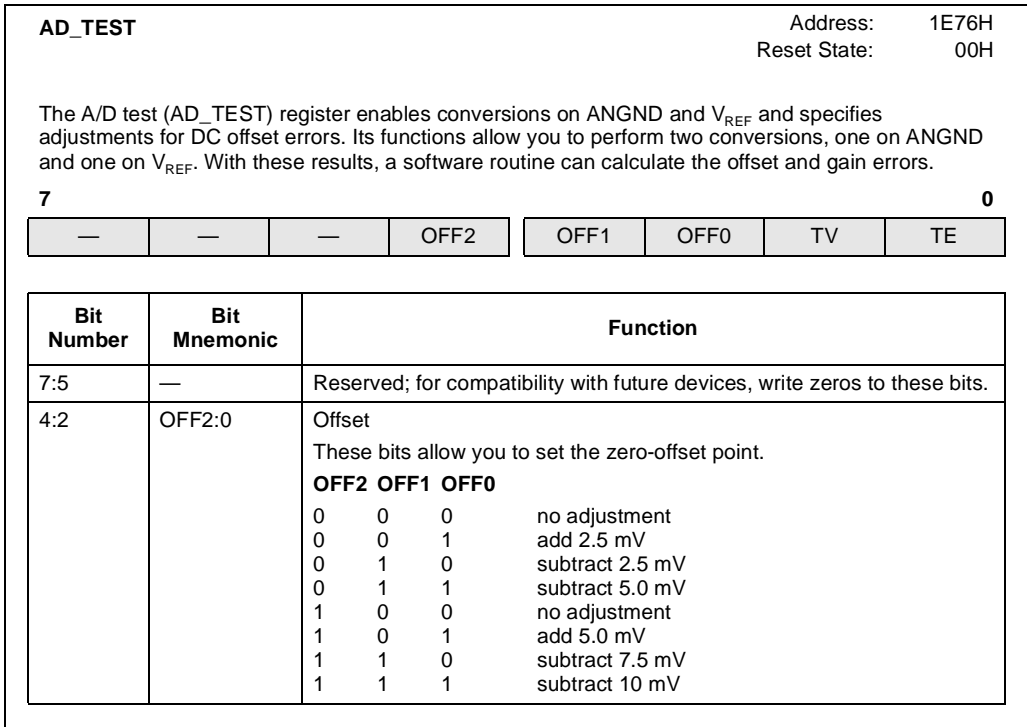 AD_TEST Address: 1E76H
Reset State: 00H
The A/D test (AD_TEST) register enables conversions on ANGND and VREF and specifies
adjustments for DC offset errors. Its functions allow you to perform two conversions, one on ANGND
and one on VREF. With these results, a software routine can calculate the offset and gain errors.
7 0
— — — OFF2 OFF1 OFF0 TV TE
Bit Number Bit Mnemonic Function
7:5 — Reserved; for compatibility with future devices, write zeros to these bits.
4:2 OFF2:0 Offset
These bits allow you to set the zero-offset point.
OFF2 OFF1 OFF0
0 0 0 no adjustment
0 0 1 add 2.5 mV
0 1 0 subtract 2.5 mV
0 1 1 subtract 5.0 mV
1 0 0 no adjustment
1 0 1 add 5.0 mV
1 1 0 subtract 7.5 mV
1 1 1 subtract 10 mV